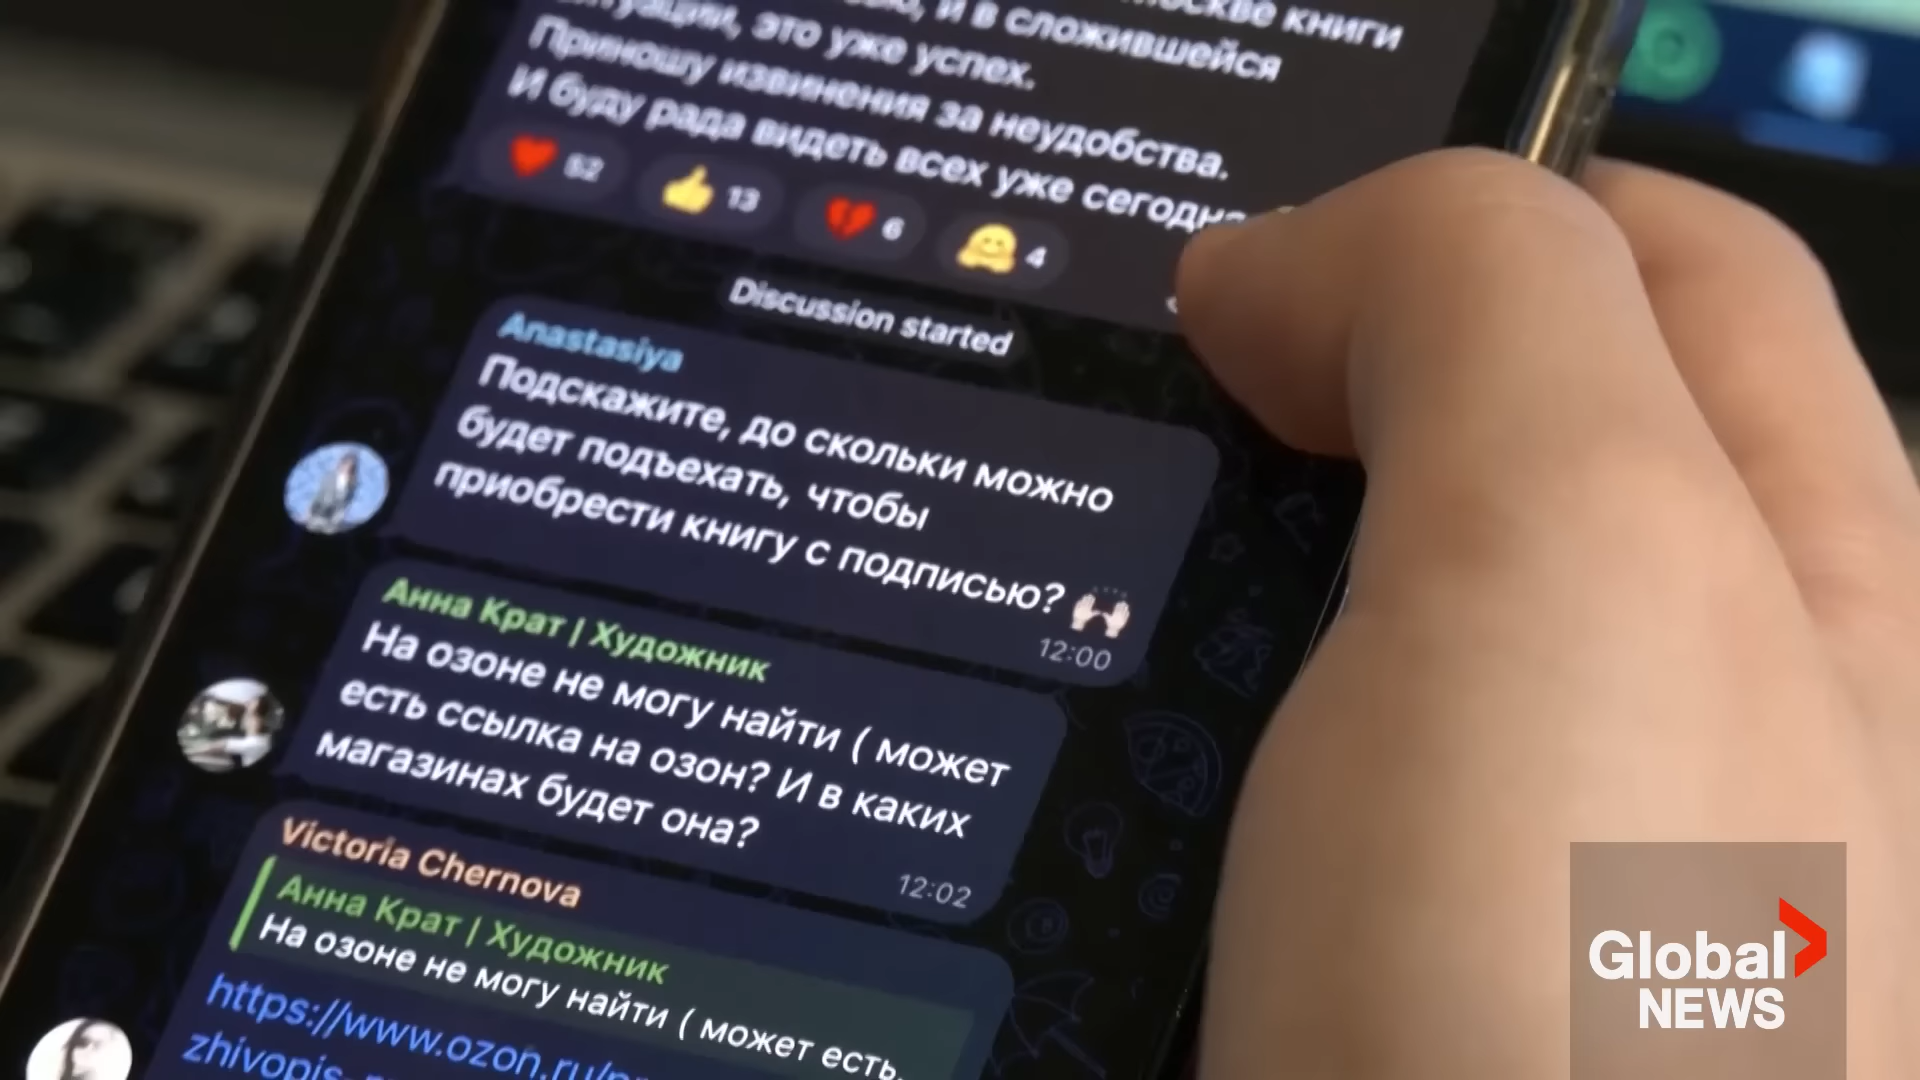 книги
и в сложившейся
это уже успех.
Приношу извинения за неудобства.
И буду рада видеть всех уже
52 13 6 4
Discussion started
Anastasiya
Подскажите, до скольки можно
будет подъехать, чтобы
приобрести книгу с подписью? 🙌🏻
12:00
Анна Крат | Художник
На озоне не могу найти ( может
есть ссылка на озон? И в каких
магазинах будет она?
12:02
Victoria Chernova
Анна Крат | Художник
На озоне не могу найти ( может есть
https://www.ozon.ru/
zhivopis-
Global
NEWS